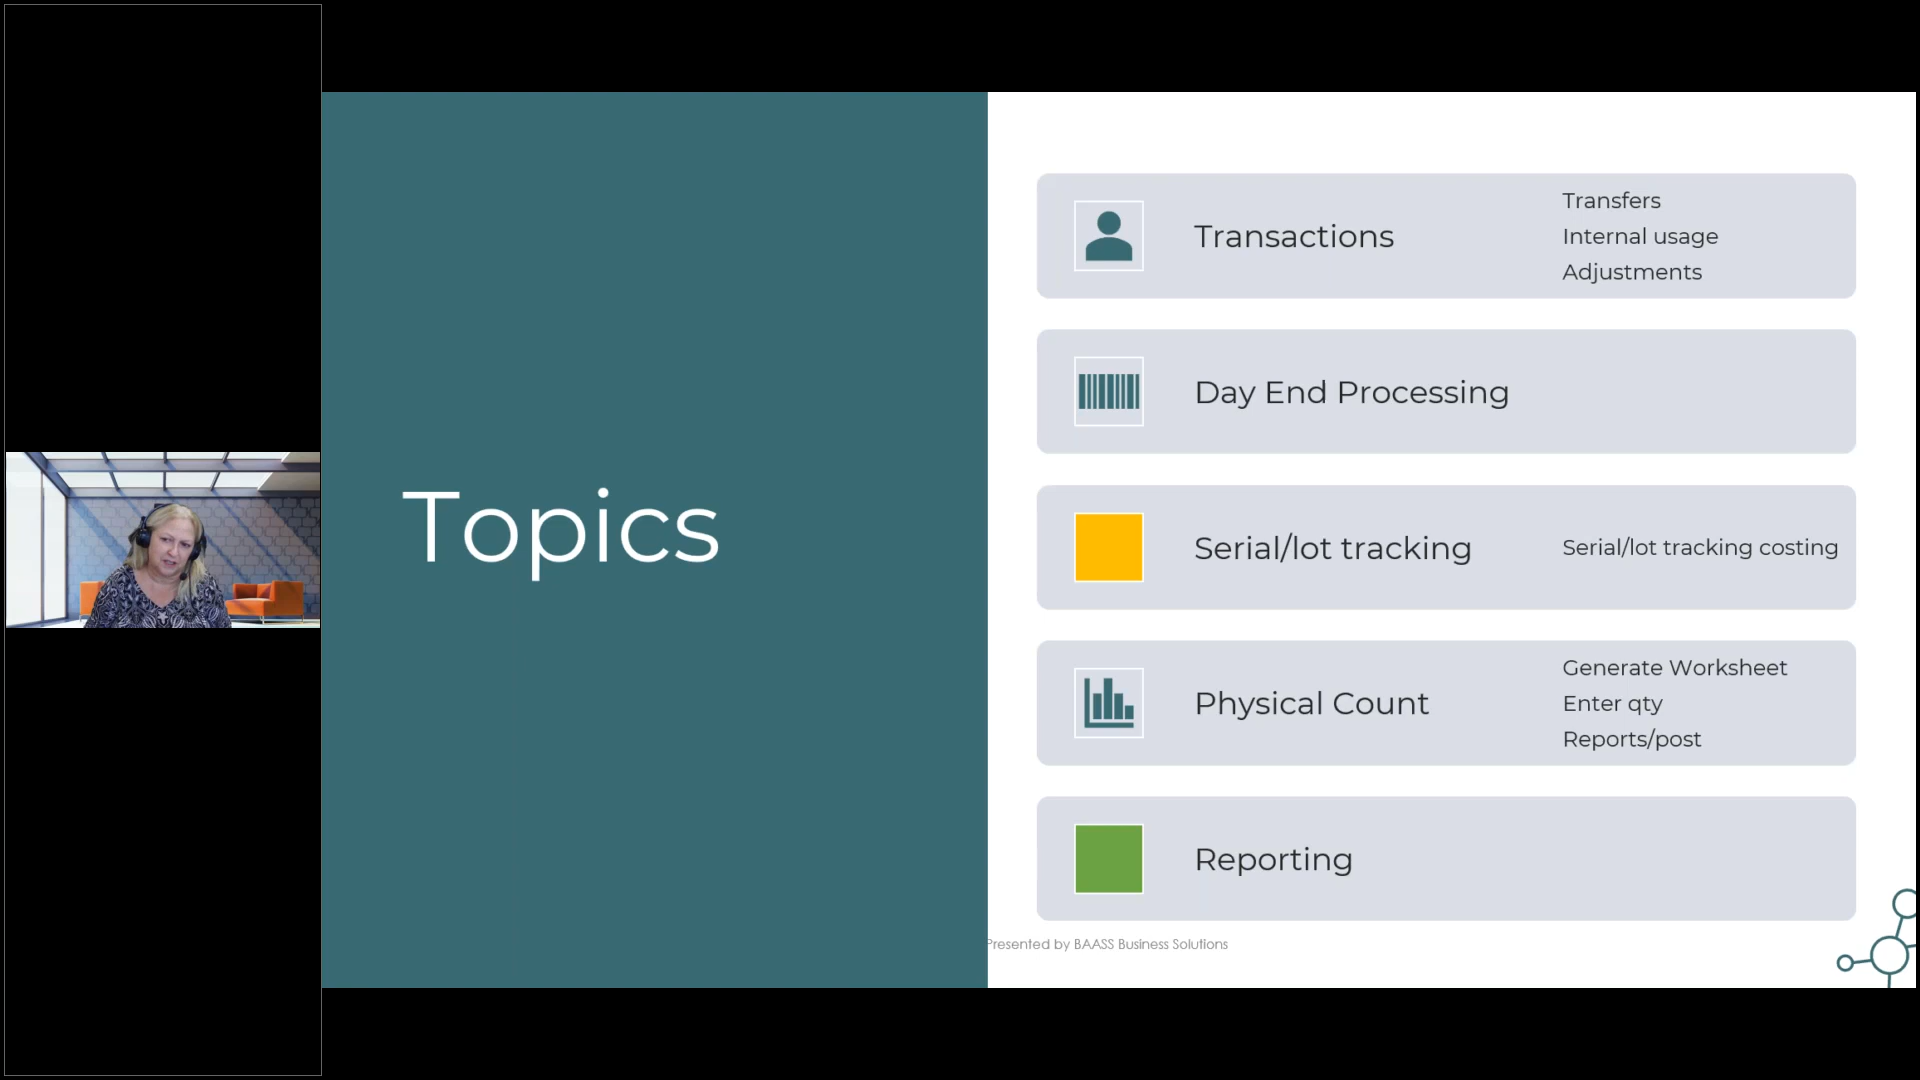 Topics
Transactions
Transfers
Internal usage
Adjustments
Day End Processing
Serial/lot tracking
Serial/lot tracking costing
Physical Count
Generate Worksheet
Enter qty
Reports/post
Reporting
Presented by BAASS Business Solutions